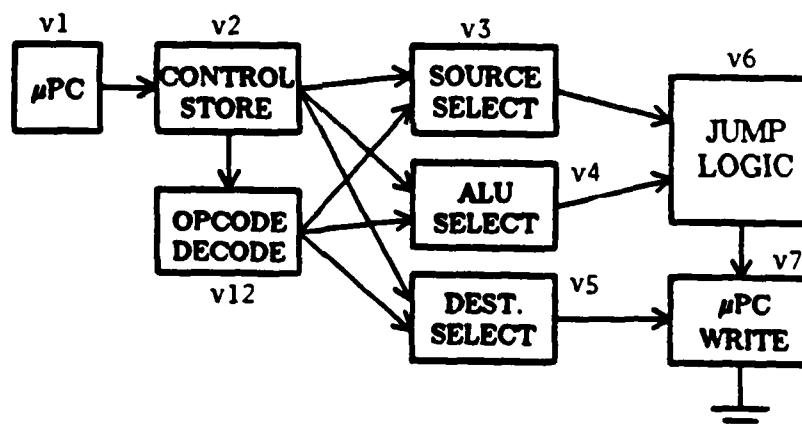 v1
μPC
v2
CONTROL
STORE
v3
SOURCE
SELECT
v6
JUMP
LOGIC
OPCODE
DECODE
v12
ALU
SELECT
v4
DEST.
SELECT
v5
v7
μPC
WRITE